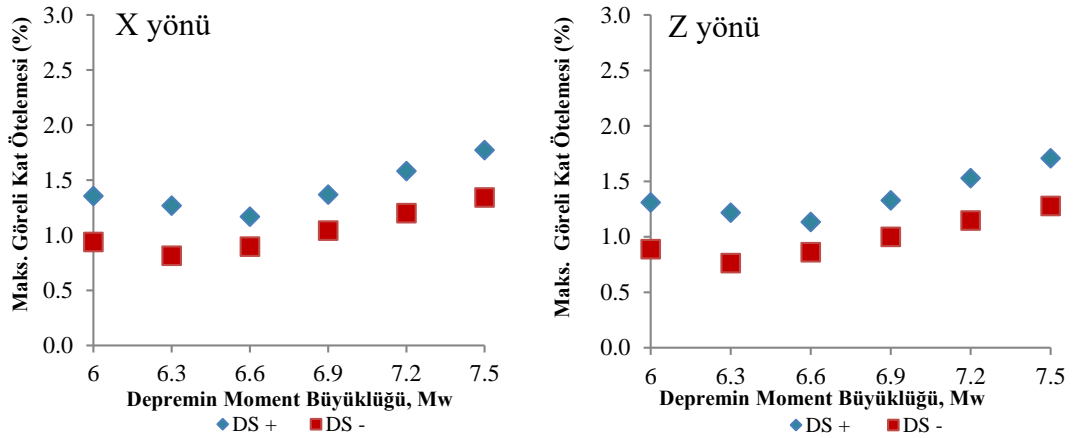 X yönü
Maks. Göreli Kat Ötelemesi (%)
3.0
2.5
2.0
1.5
1.0
0.5
0.0
6 6.3 6.6 6.9 7.2 7.5
Depremin Moment Büyüklüğü, Mw
DS + DS -
Z yönü
Maks. Göreli Kat Ötelemesi (%)
3.0
2.5
2.0
1.5
1.0
0.5
0.0
6 6.3 6.6 6.9 7.2 7.5
Depremin Moment Büyüklüğü, Mw
DS + DS -